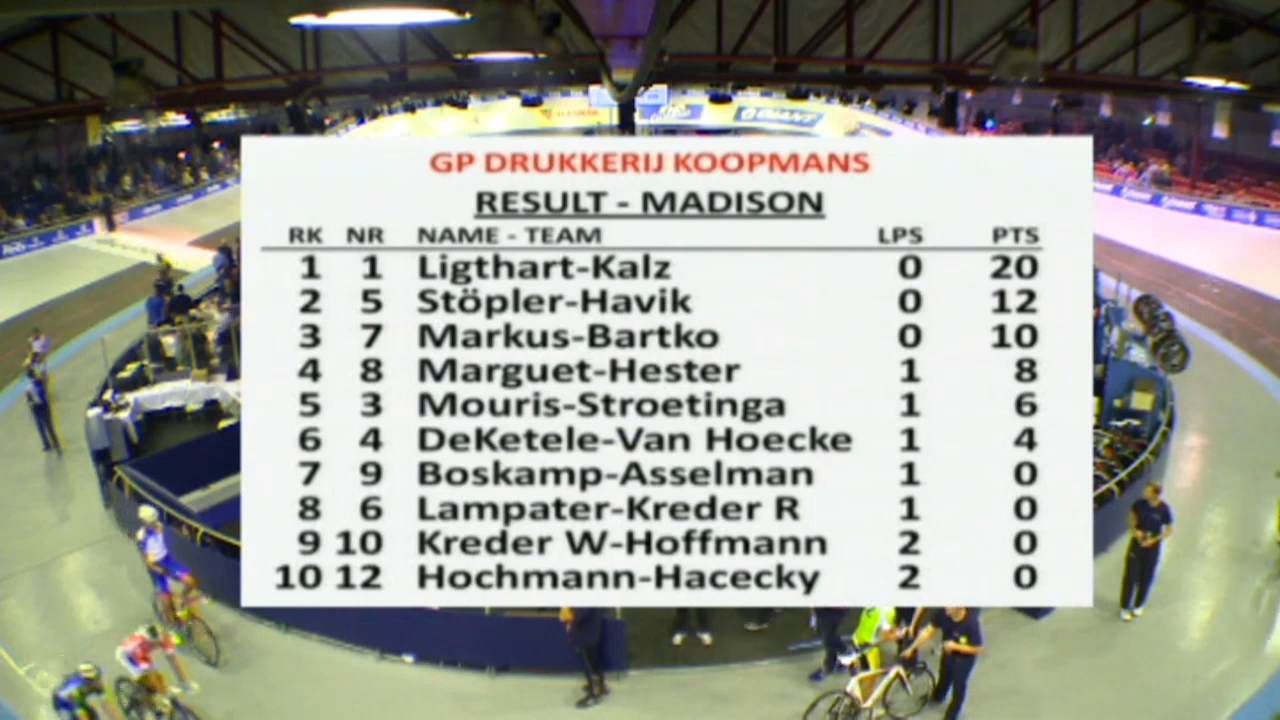 GIANT
GP DRUKKERIJ KOOPMANS
RESULT - MADISON
RK NR NAME - TEAM LPS PTS
1 1 Ligthart-Kalz 0 20
2 5 Stöpler-Havik 0 12
3 7 Markus-Bartko 0 10
4 8 Marguet-Hester 1 8
5 3 Mouris-Stroetinga 1 6
6 4 DeKetele-Van Hoecke 1 4
7 9 Boskamp-Asselman 1 0
8 6 Lampater-Kreder R 1 0
9 10 Kreder W-Hoffmann 2 0
10 12 Hochmann-Hacecky 2 0